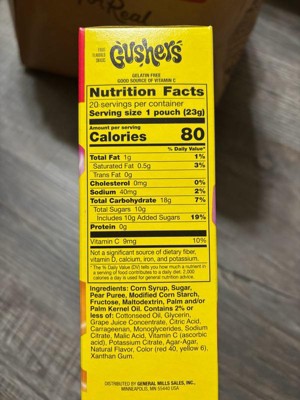 Real
FRUIT
FLAVORED
SNACKS
Gushers
GELATIN FREE
GOOD SOURCE OF VITAMIN C
Nutrition Facts
20 servings per container
Serving size 1 pouch (23g)
Amount per serving
Calories 80
% Daily Value*
Total Fat 1g 1%
Saturated Fat 0.5g 3%
Trans Fat 0g
Cholesterol 0mg 0%
Sodium 40mg 2%
Total Carbohydrate 18g 7%
Total Sugars 10g
Includes 10g Added Sugars 19%
Protein 0g
Vitamin C 9mg 10%
Not a significant source of dietary fiber,
vitamin D, calcium, iron, and potassium.
* The % Daily Value (DV) tells you how much a nutrient in
a serving of food contributes to a daily diet. 2,000
calories a day is used for general nutrition advice.
Ingredients: Corn Syrup, Sugar,
Pear Puree, Modified Corn Starch,
Fructose, Maltodextrin, Palm and/or
Palm Kernel Oil. Contains 2% or
less of: Cottonseed Oil, Glycerin,
Grape Juice Concentrate, Citric Acid,
Carrageenan, Monoglycerides, Sodium
Citrate, Malic Acid, Vitamin C (ascorbic
acid), Potassium Citrate, Agar-Agar,
Natural Flavor, Color (red 40, yellow 6),
Xanthan Gum.
DISTRIBUTED BY GENERAL MILLS SALES, INC.,
MINNEAPOLIS, MN 55440 USA